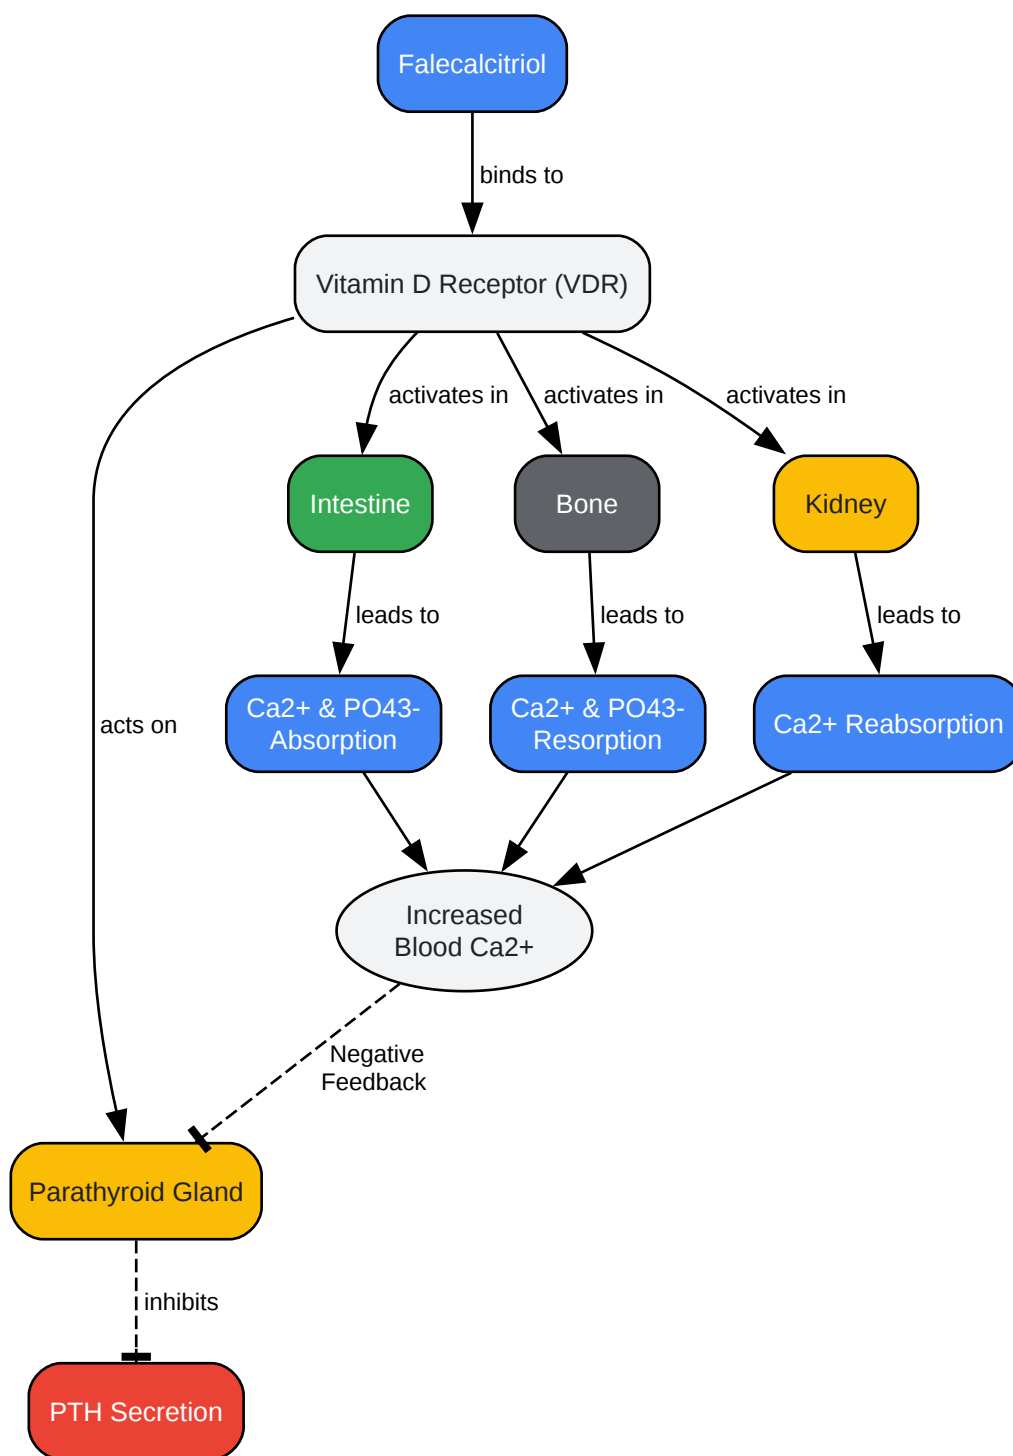 Falecalcitriol
binds to
Vitamin D Receptor (VDR)
activates in
activates in
activates in
Intestine
Bone
Kidney
leads to
leads to
leads to
acts on
Ca2+ & PO43-
Absorption
Ca2+ & PO43-
Resorption
Ca2+ Reabsorption
Increased
Blood Ca2+
Negative
Feedback
Parathyroid Gland
inhibits
PTH Secretion